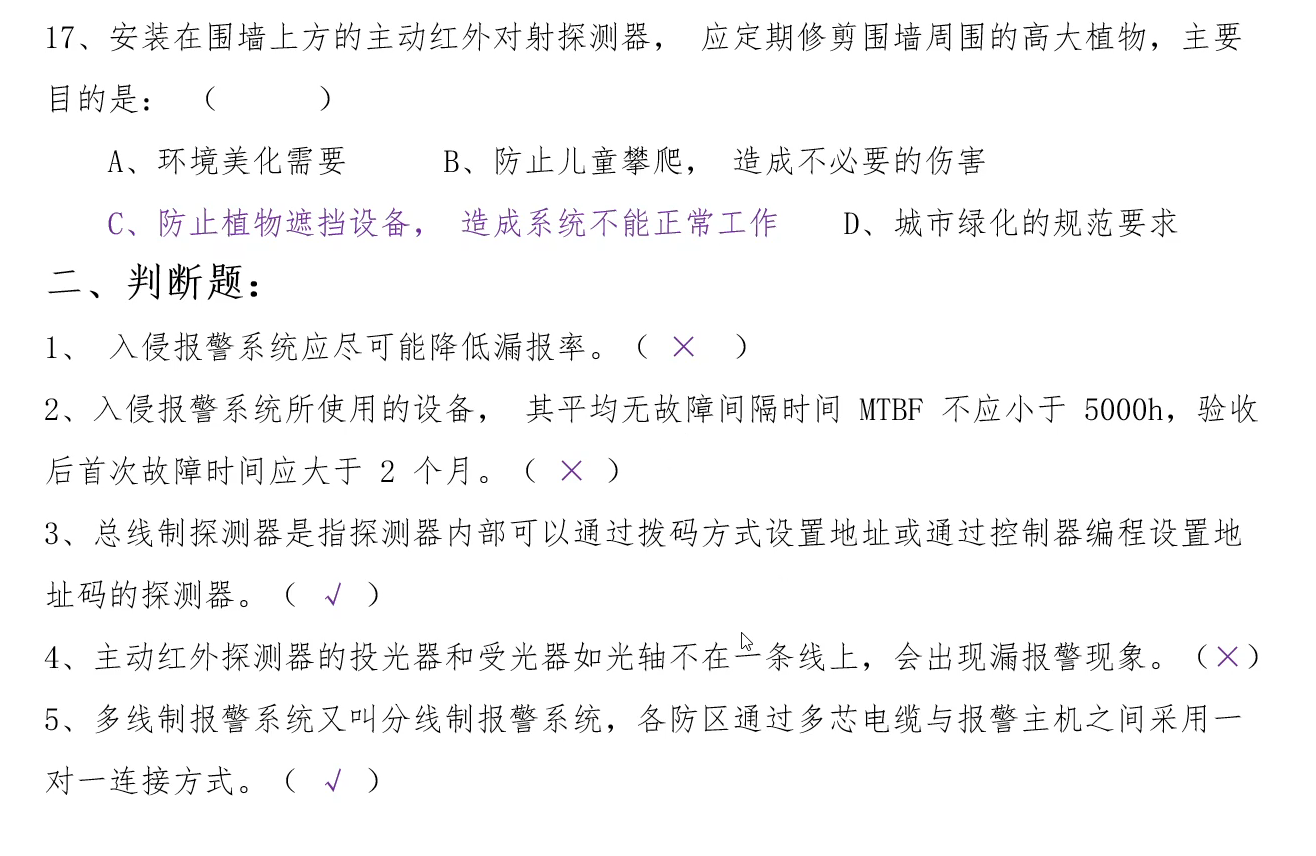 17、安装在围墙上方的主动红外对射探测器， 应定期修剪围墙周围的高大植物，主要
目的是： （ ）
A、环境美化需要 B、防止儿童攀爬， 造成不必要的伤害
C、防止植物遮挡设备， 造成系统不能正常工作 D、城市绿化的规范要求
二、判断题：
1、 入侵报警系统应尽可能降低漏报率。（ × ）
2、入侵报警系统所使用的设备， 其平均无故障间隔时间 MTBF 不应小于 5000h，验收
后首次故障时间应大于 2 个月。（ × ）
3、总线制探测器是指探测器内部可以通过拨码方式设置地址或通过控制器编程设置地
址码的探测器。（ √ ）
4、主动红外探测器的投光器和受光器如光轴不在一条线上，会出现漏报警现象。（×）
5、多线制报警系统又叫分线制报警系统，各防区通过多芯电缆与报警主机之间采用一
对一连接方式。（ √ ）